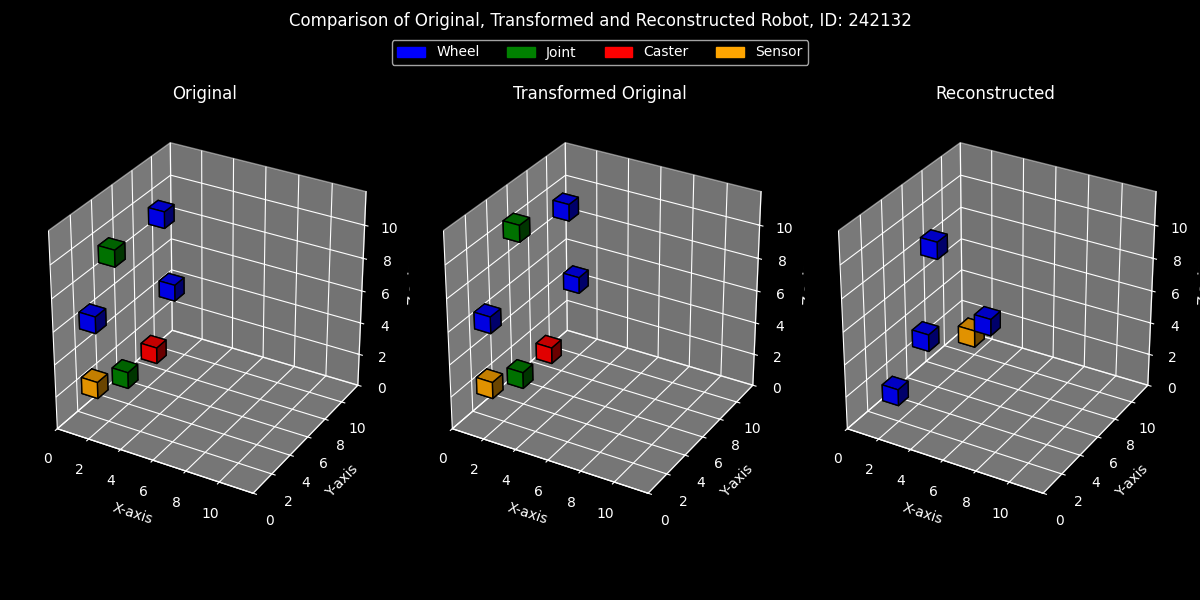 Comparison of Original, Transformed and Reconstructed Robot, ID: 242132
Wheel Joint Caster Sensor
Original Transformed Original Reconstructed
10 10 10
8 8 8
6 6 6
4 4 4
2 2 2
0 0 0
10 10 10
8 8 8
6 6 6
4 4 4
2 2 2
0 0 0
0 2 4 6 8 10 0 2 4 6 8 10 0 2 4 6 8 10
X-axis Y-axis X-axis Y-axis X-axis Y-axis